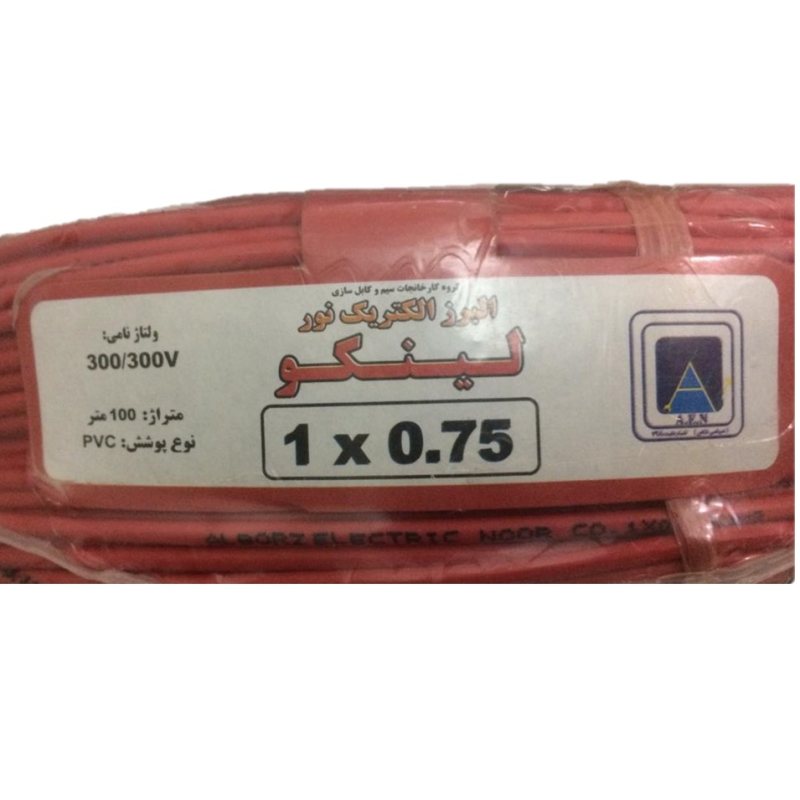 گروه کارخانجات سیم و کابل سازی
البرز الکتریک نور
لینکو
1 x 0.75
ولتاژ نامی:
300/300V
متراژ: 100 متر
نوع پوشش: PVC
A
A.E.N
ALBORZ ELECTRIC NOOR CO. 1X0